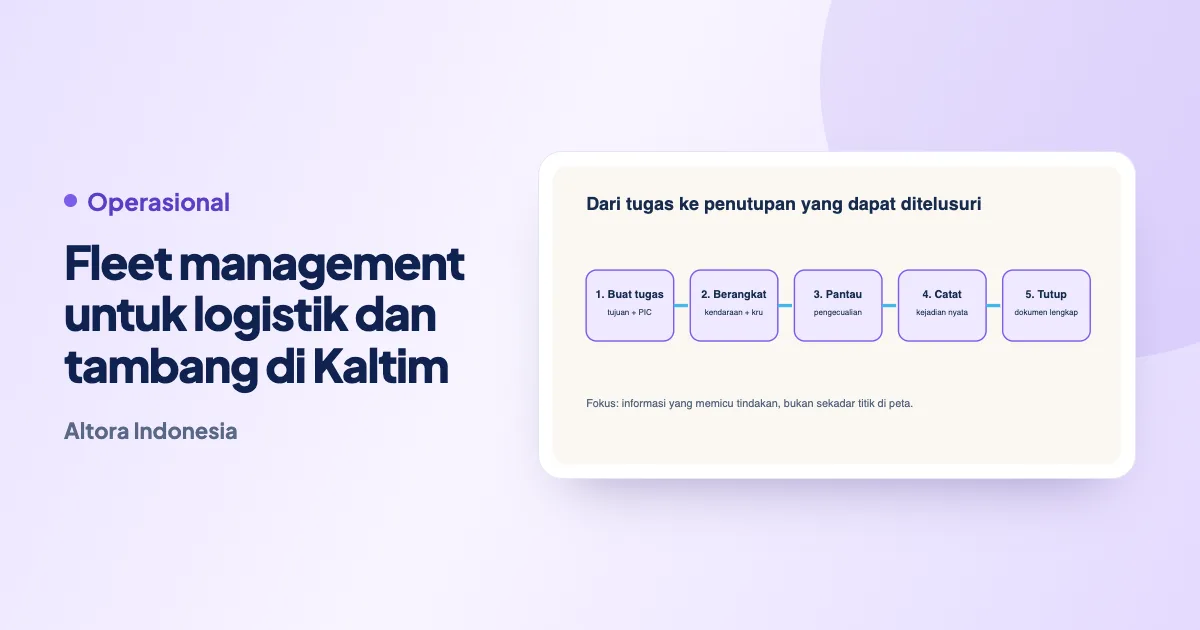 Operasional
Fleet management
untuk logistik dan
tambang di Kaltim
Altora Indonesia
Dari tugas ke penutupan yang dapat ditelusuri
1. Buat tugas
tujuan + PIC
2. Berangkat
kendaraan + kru
3. Pantau
pengecualian
4. Catat
kejadian nyata
5. Tutup
dokumen lengkap
Fokus: informasi yang memicu tindakan, bukan sekadar titik di peta.